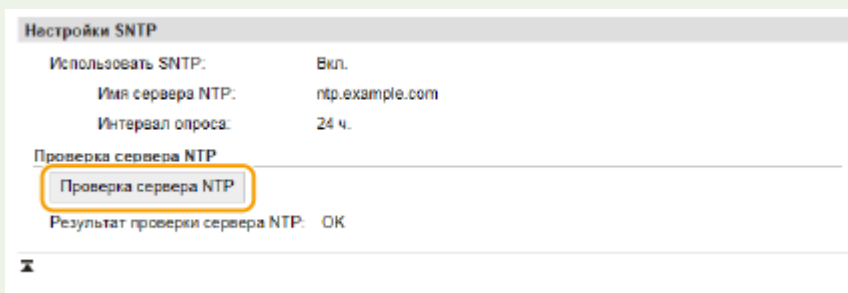 Настройки SNTP
Использовать SNTP: Вкл.
Имя сервера NTP: ntp.example.com
Интервал опроса: 24 ч.
Проверка сервера NTP
Проверка сервера NTP
Результат проверки сервера NTP: OK